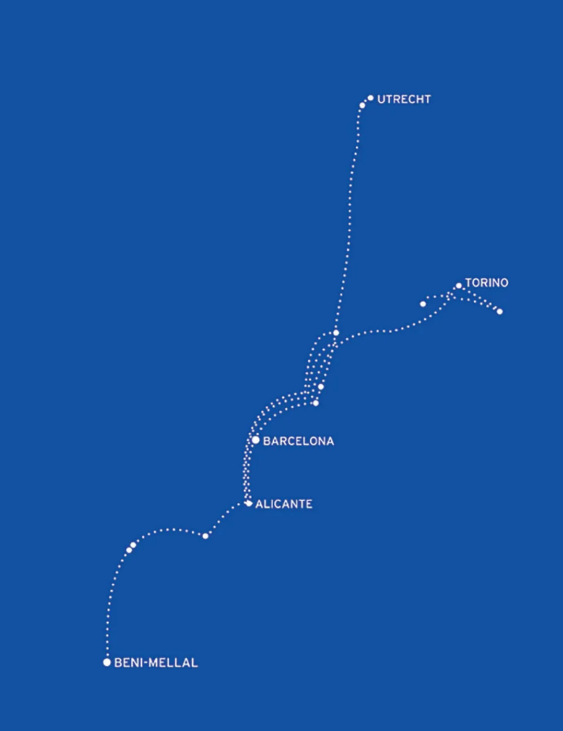 UTRECHT
TORINO
BARCELONA
ALICANTE
BENI-MELLAL